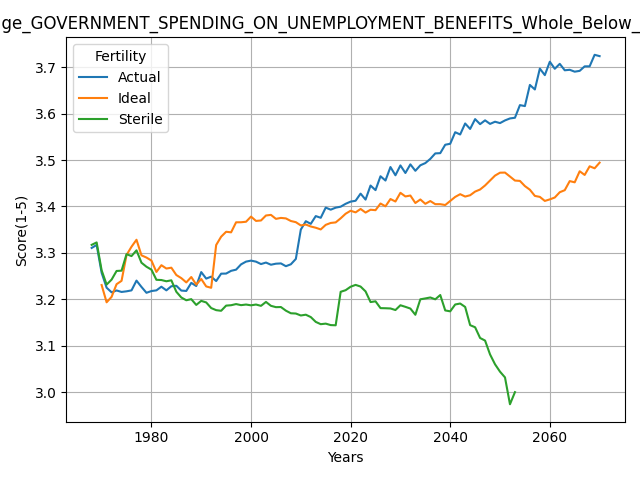 ge_GOVERNMENT_SPENDING_ON_UNEMPLOYMENT_BENEFITS_Whole_Below_
Fertility
Actual
Ideal
Sterile
Score(1-5)
3.7
3.6
3.5
3.4
3.3
3.2
3.1
3.0
1980 2000 2020 2040 2060
Years